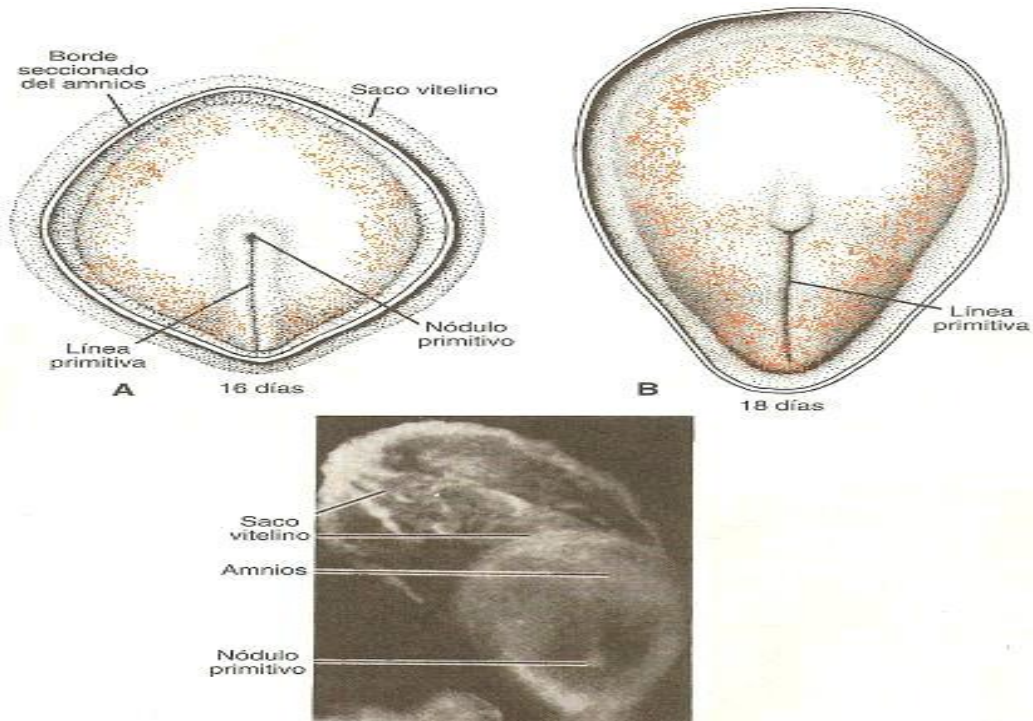 Borde
seccionado
del amnios
Saco vitelino
Línea
primitiva
Nódulo
primitivo
A
16 días
Línea
primitiva
B
18 días
Saco
vitelino
Amnios
Nódulo
primitivo